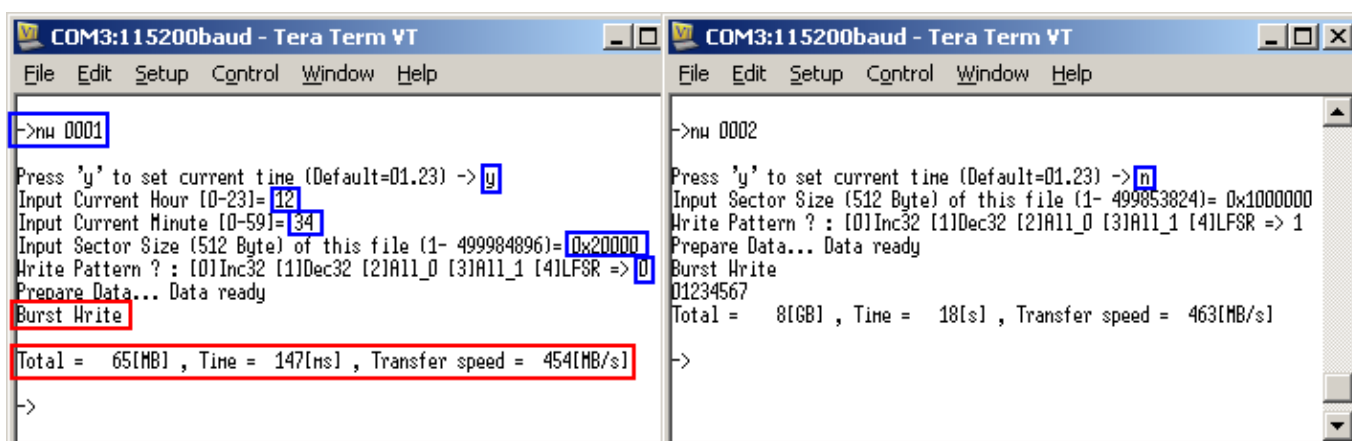 COM3:115200baud - Tera Term VT
File Edit Setup Control Window Help
->nw 0001
Press 'y' to set current time (Default=01.23) -> y
Input Current Hour [0-23]= 12
Input Current Minute [0-59]= 34
Input Sector Size (512 Byte) of this file (1- 499984896)= 0x20000
Write Pattern ? : [0]Inc32 [1]Dec32 [2]All_0 [3]All_1 [4]LFSR => 0
Prepare Data... Data ready
Burst Write
Total = 65[MB] , Time = 147[ms] , Transfer speed = 454[MB/s]
->
COM3:115200baud - Tera Term VT
File Edit Setup Control Window Help
->nw 0002
Press 'y' to set current time (Default=01.23) -> n
Input Sector Size (512 Byte) of this file (1- 499853824)= 0x1000000
Write Pattern ? : [0]Inc32 [1]Dec32 [2]All_0 [3]All_1 [4]LFSR => 1
Prepare Data... Data ready
Burst Write
01234567
Total = 8[GB] , Time = 18[s] , Transfer speed = 463[MB/s]
->